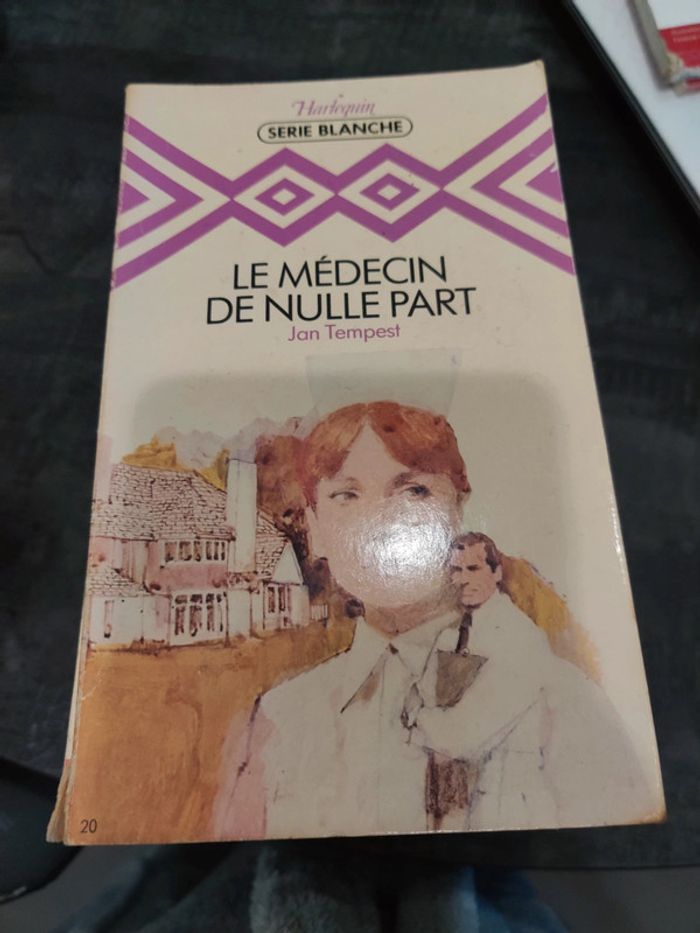 Harlequin
SERIE BLANCHE
LE MÉDECIN
DE NULLE PART
Jan Tempest
20